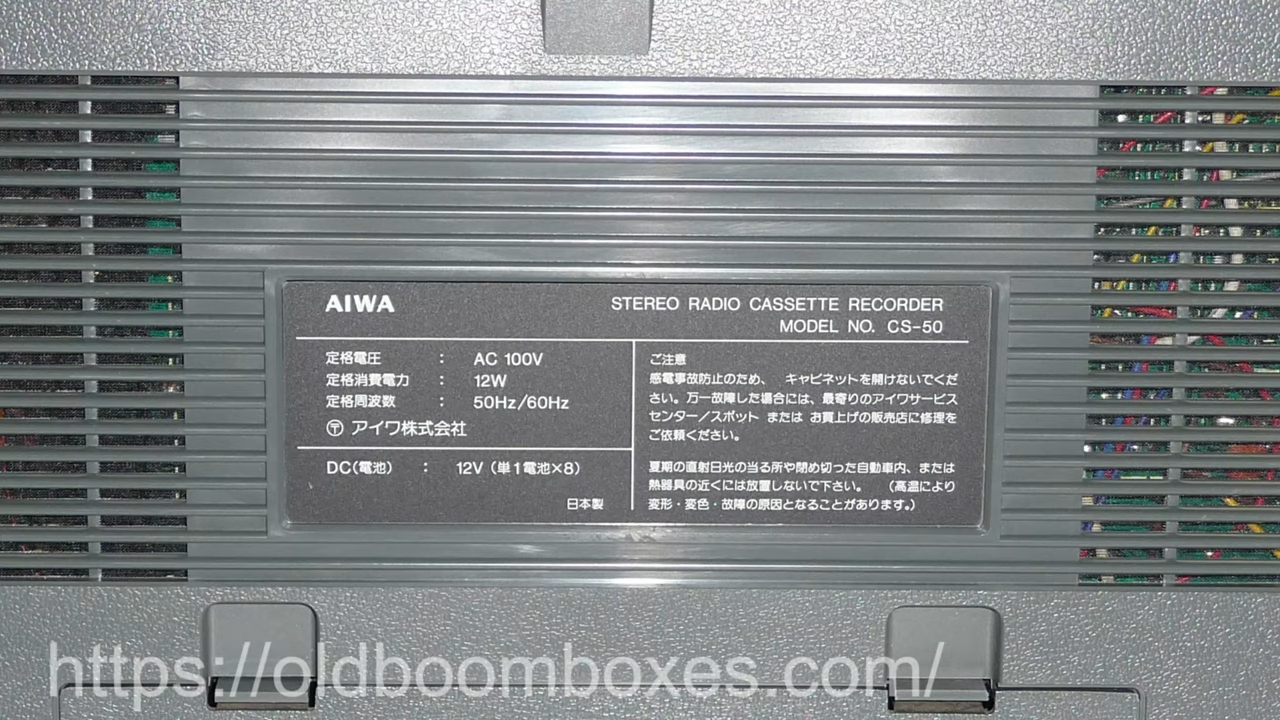 AIWA
STEREO RADIO CASSETTE RECORDER
MODEL NO. CS-50
定格電圧 : AC 100V
定格消費電力 : 12W
定格周波数 : 50Hz/60Hz
〶 アイワ株式会社
DC(電池) : 12V (単1電池×8)
日本製
ご注意
感電事故防止のため、 キャビネットを開けないでくだ
さい。万一故障した場合には、最寄りのアイワサービス
センター/スポット または お買上げの販売店に修理を
ご依頼ください。
夏期の直射日光の当る所や閉め切った自動車内、または
熱器具の近くには放置しないで下さい。 (高温により
変形・変色・故障の原因となることがあります。)
https://oldboomboxes.com/